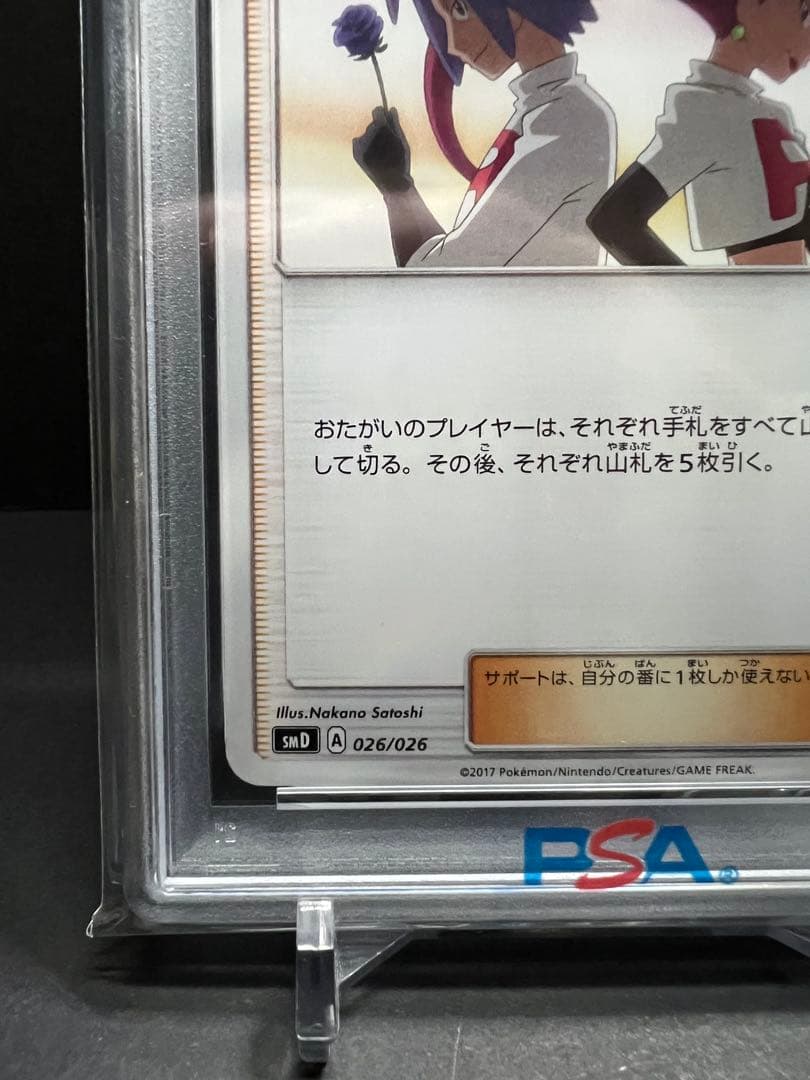 おたがいのプレイヤーは、それぞれ手札をすべて山
して切る。その後、それぞれ山札を5枚引く。
サポートは、自分の番に1枚しか使えない
Illus.Nakano Satoshi
SMD A 026/026
©2017 Pokémon/Nintendo/Creatures/GAME FREAK.
PSA®